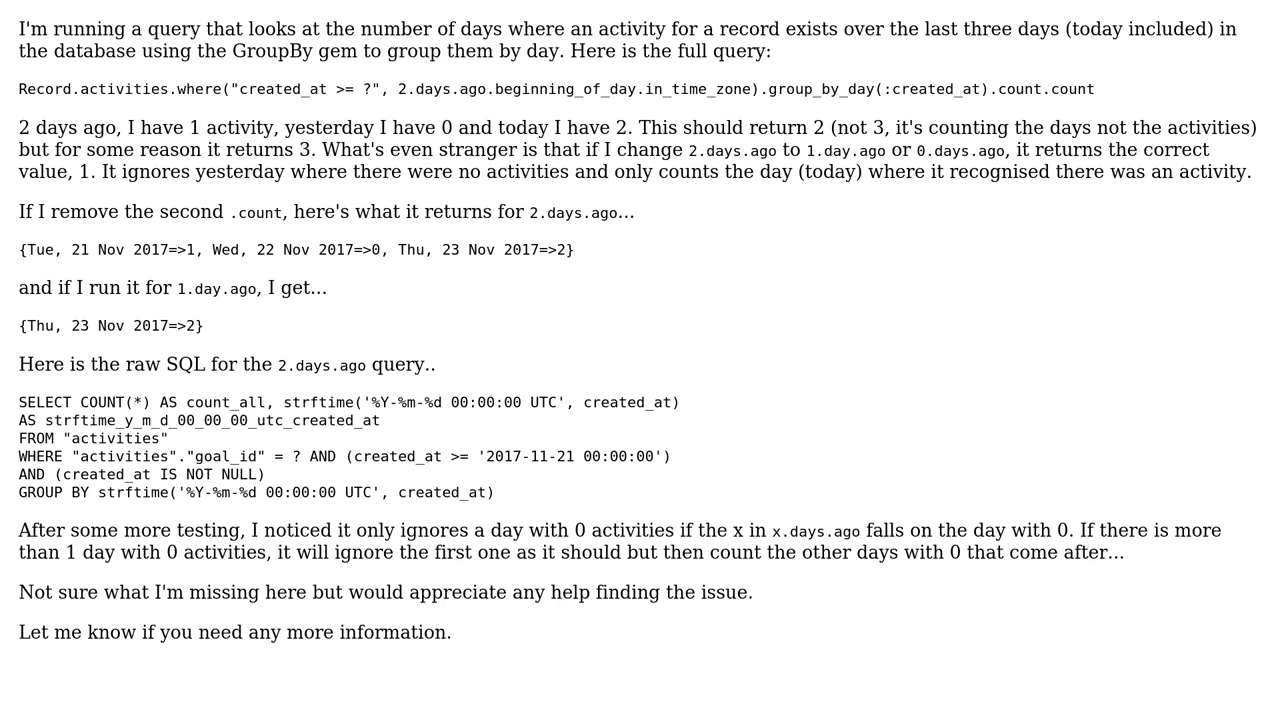 I'm running a query that looks at the number of days where an activity for a record exists over the last three days (today included) in
the database using the GroupBy gem to group them by day. Here is the full query:
Record.activities.where("created_at >= ?", 2.days.ago.beginning_of_day.in_time_zone).group_by_day(:created_at).count.count
2 days ago, I have 1 activity, yesterday I have 0 and today I have 2. This should return 2 (not 3, it's counting the days not the activities)
but for some reason it returns 3. What's even stranger is that if I change 2.days.ago to 1.day.ago or 0.days.ago, it returns the correct
value, 1. It ignores yesterday where there were no activities and only counts the day (today) where it recognised there was an activity.
If I remove the second .count, here's what it returns for 2.days.ago...
{Tue, 21 Nov 2017=>1, Wed, 22 Nov 2017=>0, Thu, 23 Nov 2017=>2}
and if I run it for 1.day.ago, I get...
{Thu, 23 Nov 2017=>2}
Here is the raw SQL for the 2.days.ago query..
SELECT COUNT(*) AS count_all, strftime('%Y-%m-%d 00:00:00 UTC', created_at)
AS strftime_y_m_d_00_00_00_utc_created_at
FROM "activities"
WHERE "activities"."goal_id" = ? AND (created_at >= '2017-11-21 00:00:00')
AND (created_at IS NOT NULL)
GROUP BY strftime('%Y-%m-%d 00:00:00 UTC', created_at)
After some more testing, I noticed it only ignores a day with 0 activities if the x in x.days.ago falls on the day with 0. If there is more
than 1 day with 0 activities, it will ignore the first one as it should but then count the other days with 0 that come after...
Not sure what I'm missing here but would appreciate any help finding the issue.
Let me know if you need any more information.